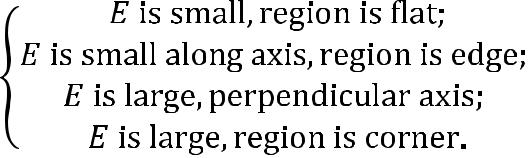 E is small, region is flat;
E is small along axis, region is edge;
E is large, perpendicular axis;
E is large, region is corner.